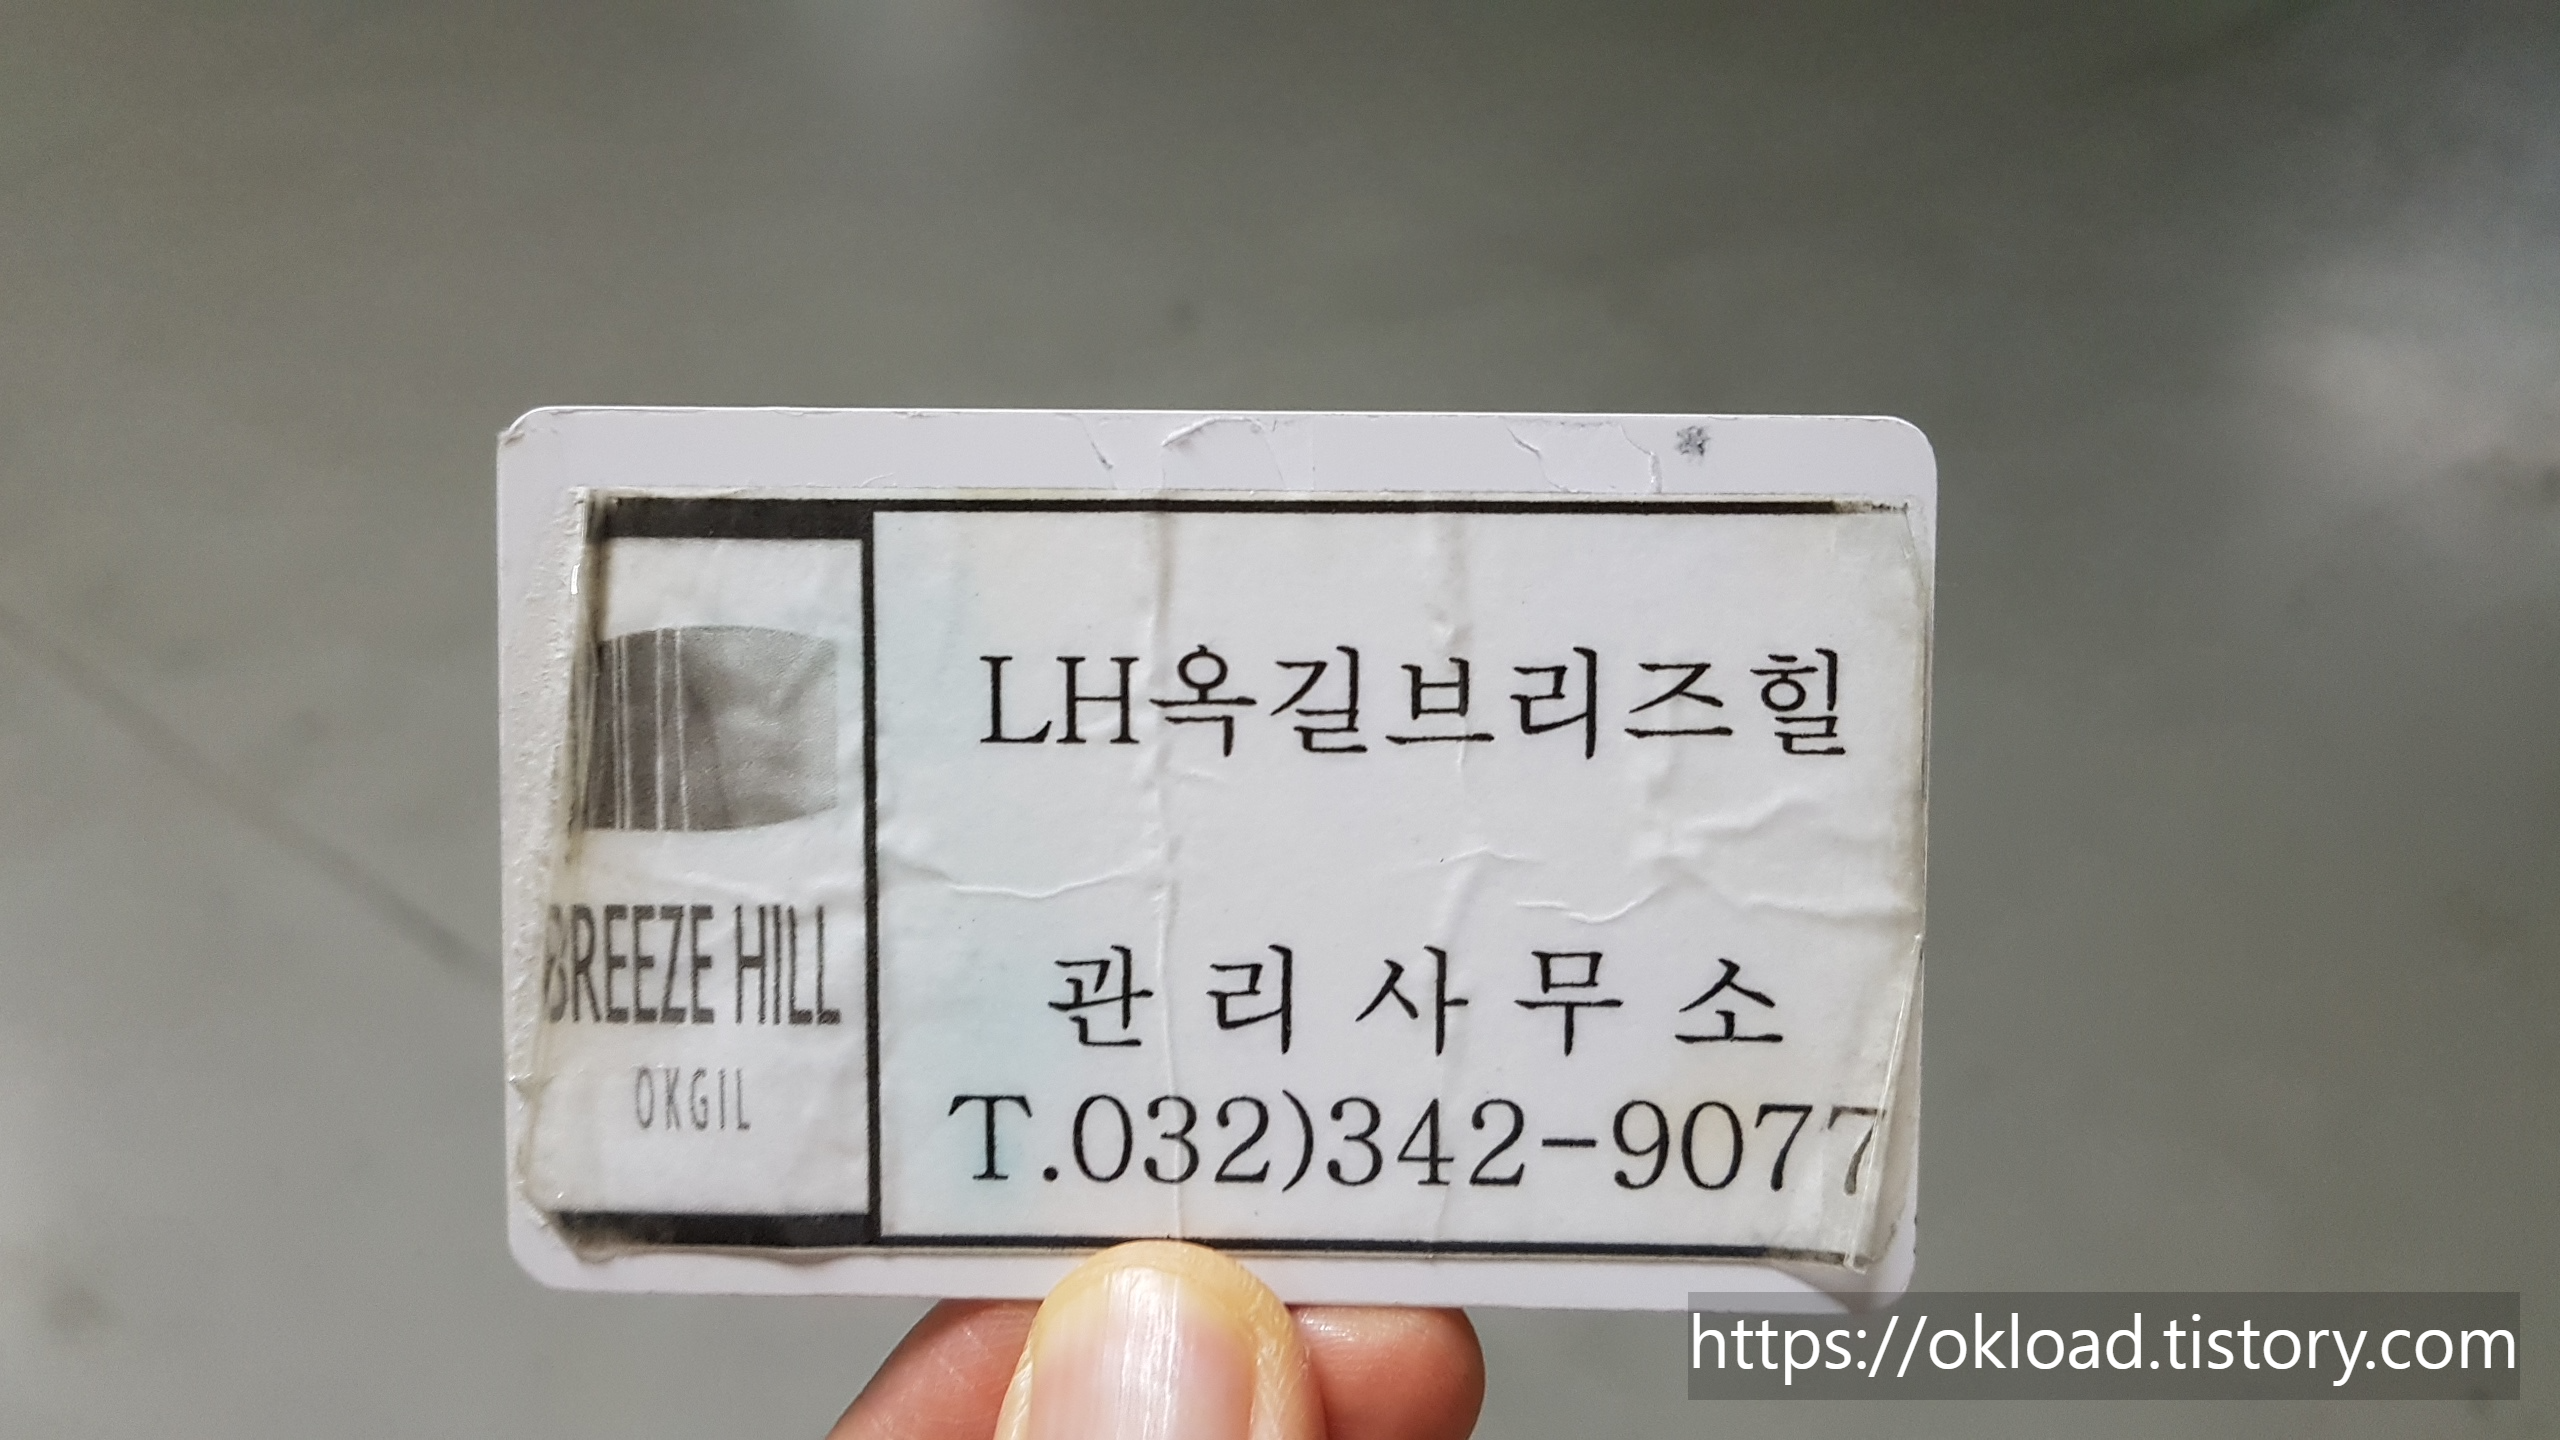 BREEZE HILL
OKGIL
LH옥길브리즈힐
관 리 사 무 소
T.032)342-9077
https://okload.tistory.com